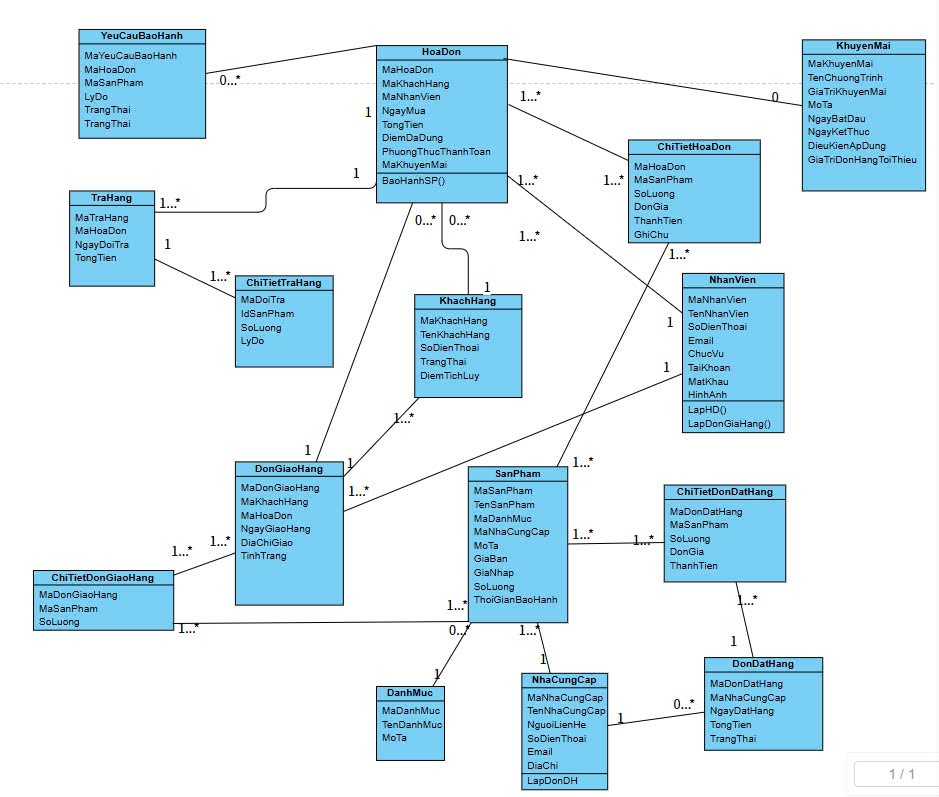 YeuCauBaoHanh
MaYeuCauBaoHanh
MaHoaDon
MaSanPham
LyDo
TrangThai
TrangThai
0...*
HoaDon
MaHoaDon
MaKhachHang
MaNhanVien
NgayMua
TongTien
DiemDaDung
PhuongThucThanhToan
MaKhuyenMai
BaoHanhSP()
1
1
1...*
1...*
1...*
0...*
0...*
KhuyenMai
MaKhuyenMai
TenChuongTrinh
GiaTriKhuyenMai
MoTa
NgayBatDau
NgayKetThuc
DieuKienApDung
GiaTriDonHangToiThieu
0
ChiTietHoaDon
MaHoaDon
MaSanPham
SoLuong
DonGia
ThanhTien
GhiChu
1...*
1...*
TraHang
MaTraHang
MaHoaDon
NgayDoiTra
TongTien
1...*
1
1...*
ChiTietTraHang
MaDoiTra
IdSanPham
SoLuong
LyDo
1
KhachHang
MaKhachHang
TenKhachHang
SoDienThoai
TrangThai
DiemTichLuy
1...*
NhanVien
MaNhanVien
TenNhanVien
SoDienThoai
Email
ChucVu
TaiKhoan
MatKhau
HinhAnh
LapHD()
LapDonGiaHang()
1
1
1
1
1...*
DonGiaoHang
MaDonGiaoHang
MaKhachHang
MaHoaDon
NgayGiaoHang
DiaChiGiao
TinhTrang
1...*
1...*
ChiTietDonGiaoHang
MaDonGiaoHang
MaSanPham
SoLuong
1...*
SanPham
MaSanPham
TenSanPham
MaDanhMuc
MaNhaCungCap
MoTa
GiaBan
GiaNhap
SoLuong
ThoiGianBaoHanh
1...*
1...*
1...*
0...*
1...*
ChiTietDonDatHang
MaDonDatHang
MaSanPham
SoLuong
DonGia
ThanhTien
1...*
1...*
1
DonDatHang
MaDonDatHang
MaNhaCungCap
NgayDatHang
TongTien
TrangThai
0...*
1
DanhMuc
MaDanhMuc
TenDanhMuc
MoTa
1
NhaCungCap
MaNhaCungCap
TenNhaCungCap
NguoiLienHe
SoDienThoai
Email
DiaChi
LapDonDH
1
1 / 1